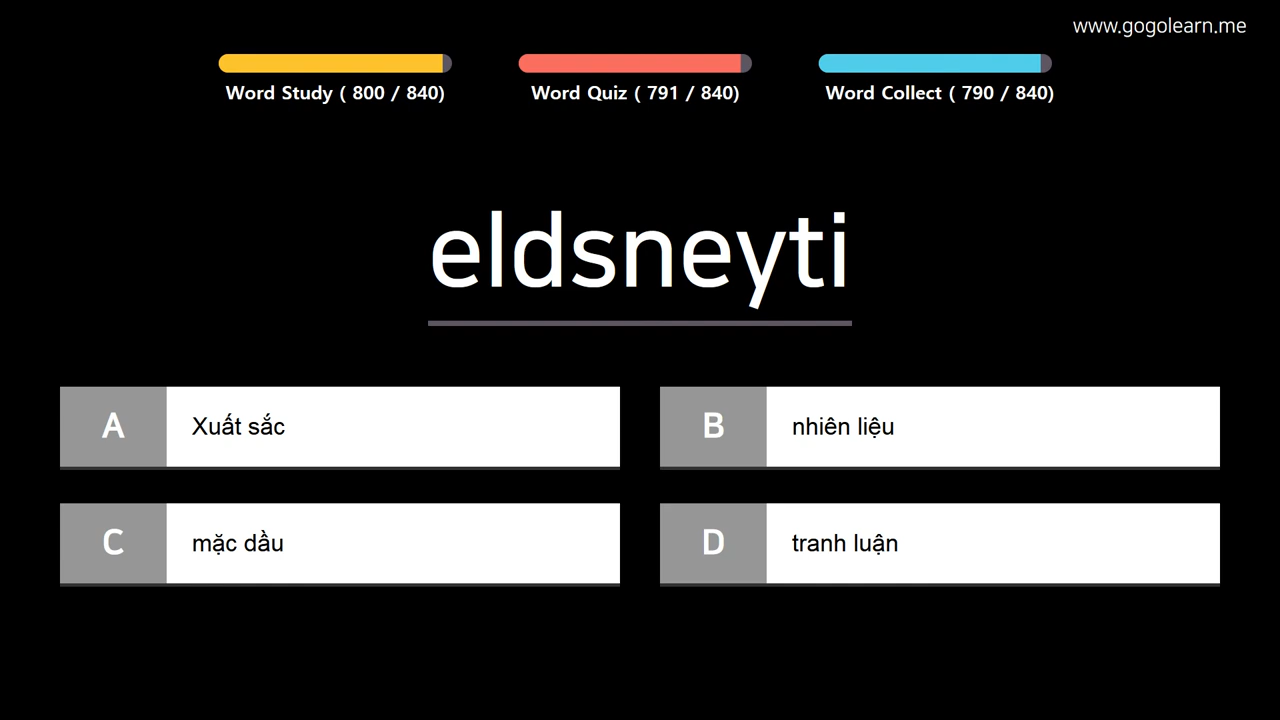 www.gogolearn.me
Word Study ( 800 / 840)
Word Quiz ( 791 / 840)
Word Collect ( 790 / 840)
eldsneyti
A
Xuất sắc
B
nhiên liệu
C
mặc dầu
D
tranh luận